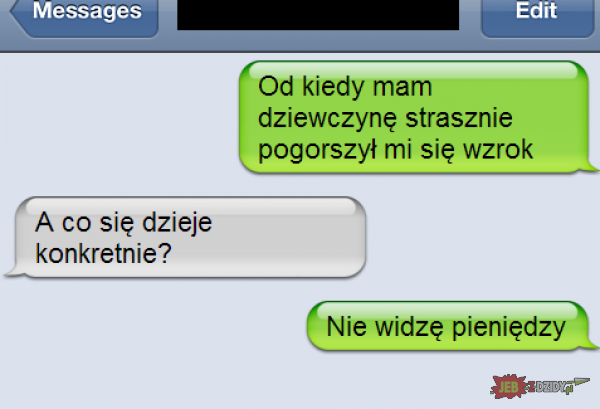 Messages
Edit
Od kiedy mam
dziewczynę strasznie
pogorszył mi się wzrok
A co się dzieje
konkretnie?
Nie widzę pieniędzy
JEBZDZIDY.pl